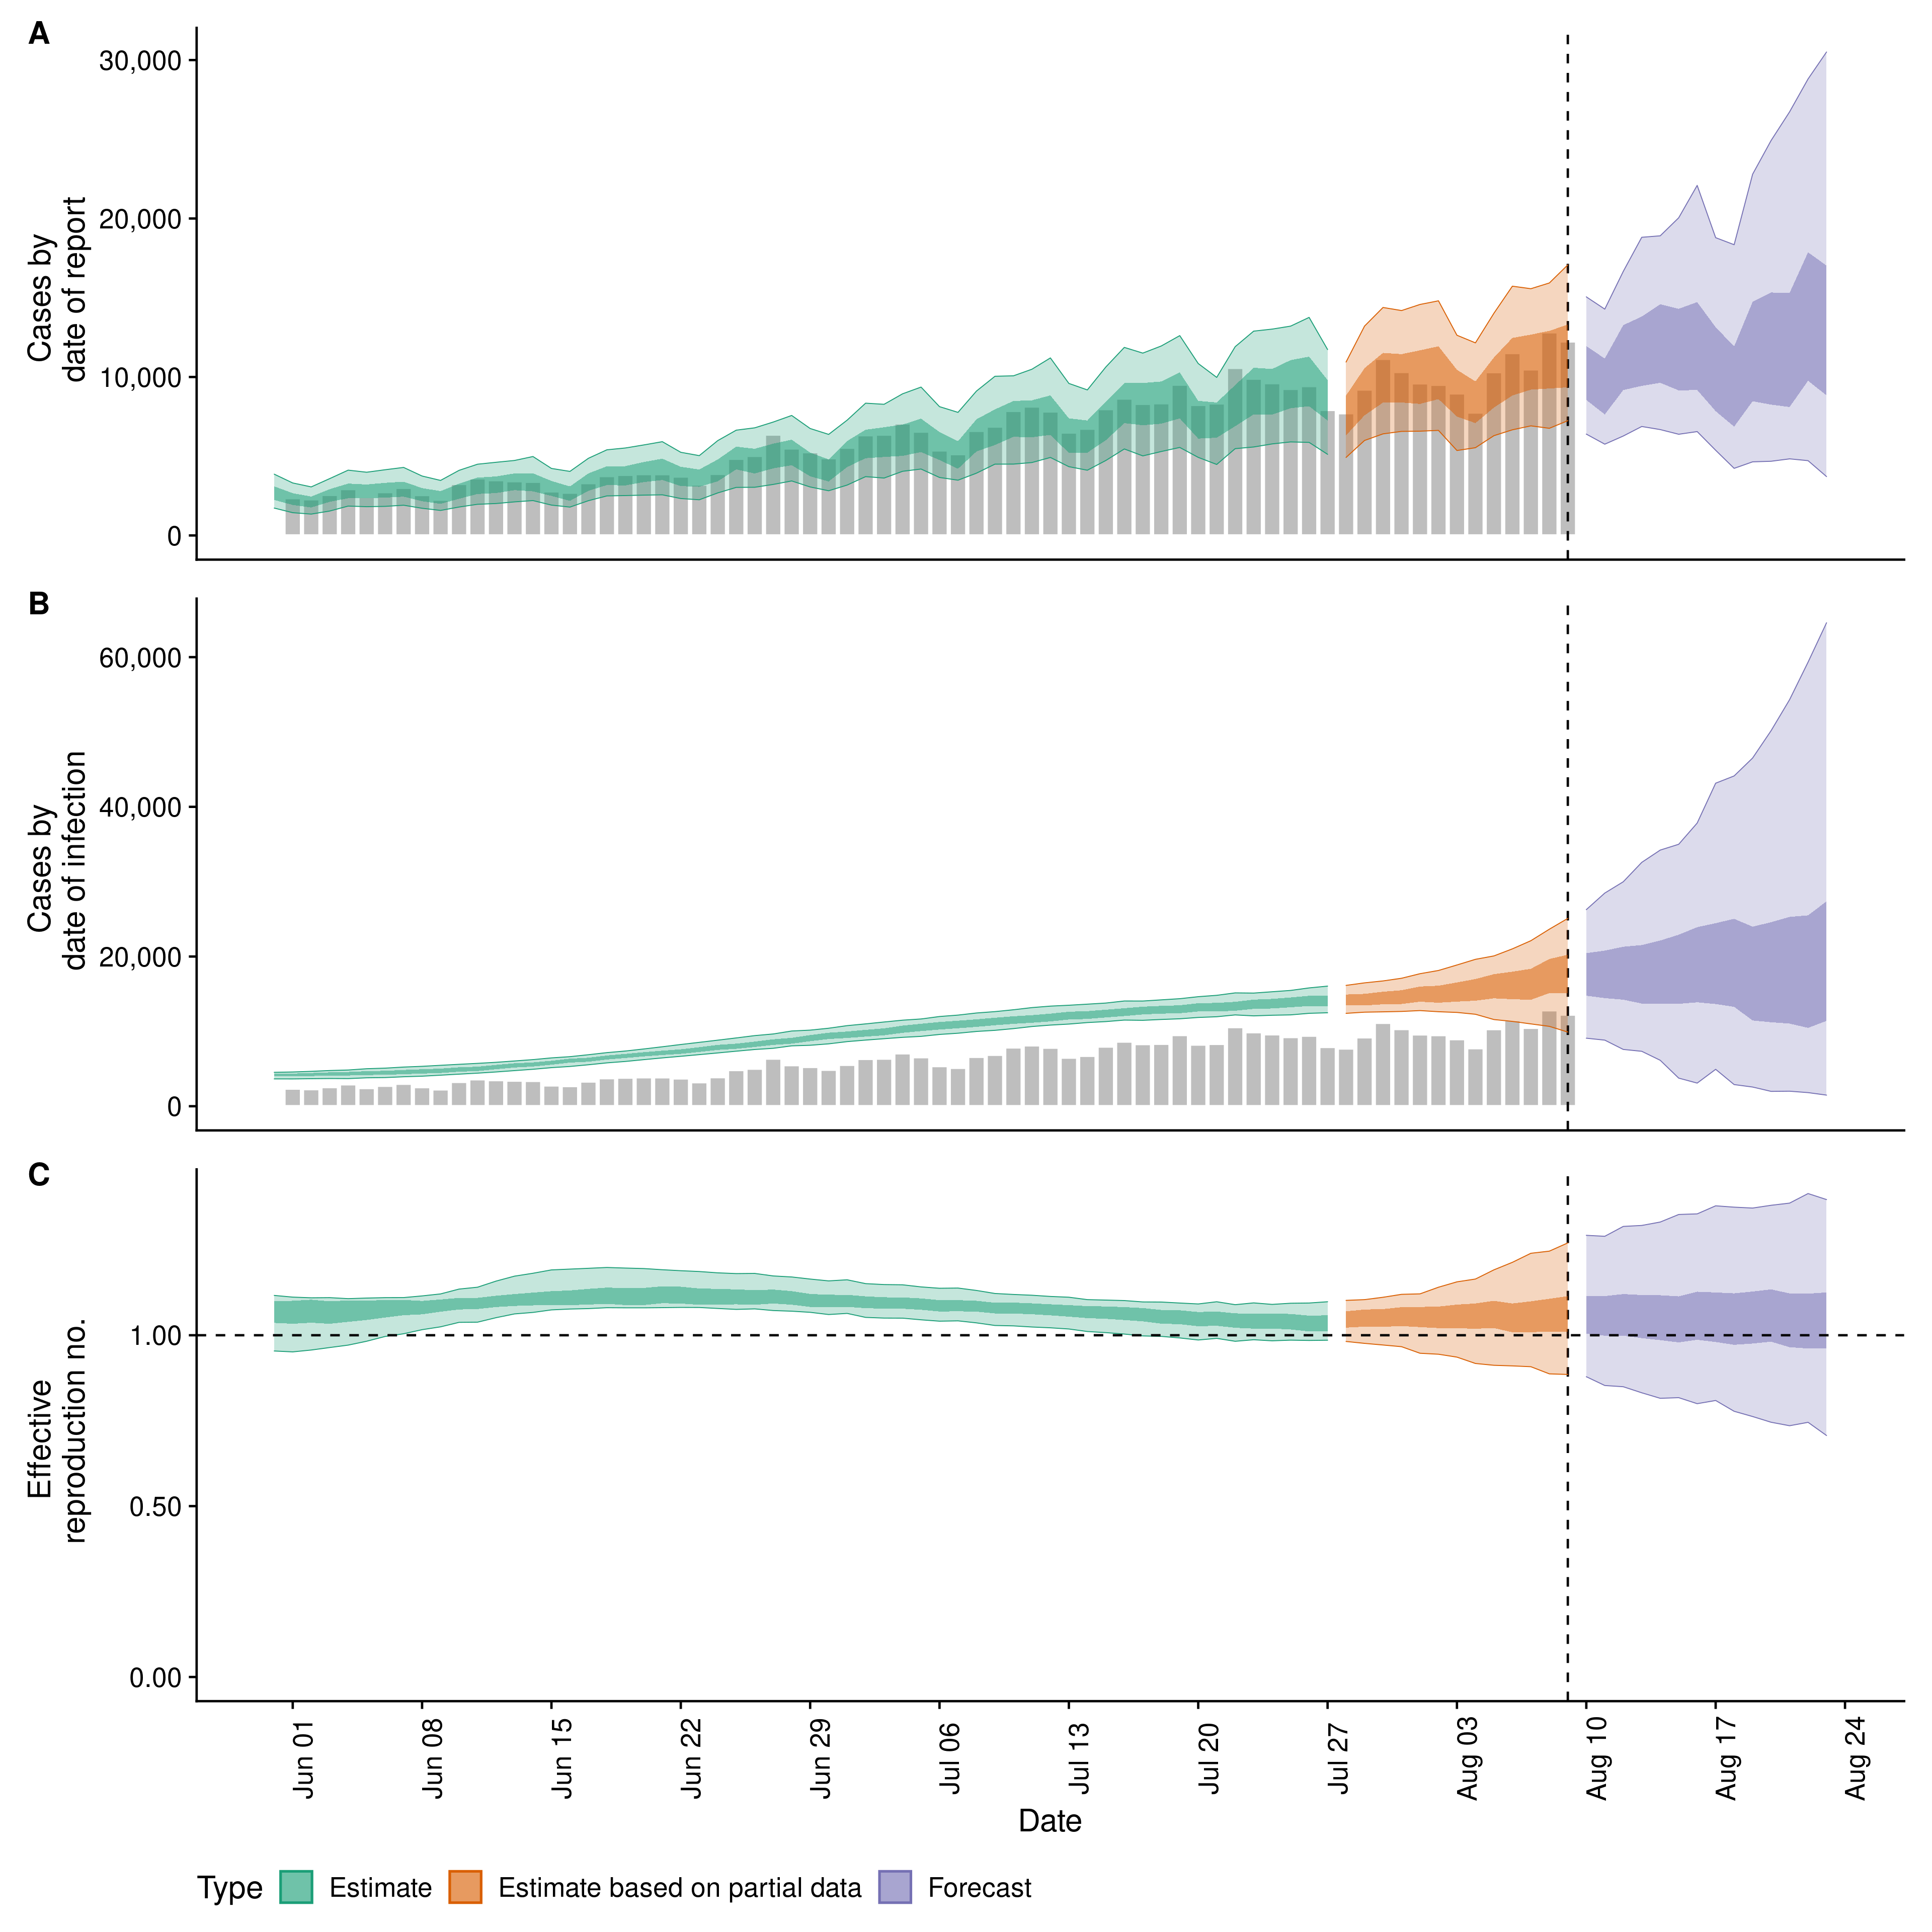 A
30,000
20,000
10,000
0
Cases by
date of report
B
60,000
40,000
20,000
0
Cases by
date of infection
C
1.00
0.50
0.00
Effective
reproduction no.
Jun 01
Jun 08
Jun 15
Jun 22
Jun 29
Jul 06
Jul 13
Jul 20
Jul 27
Aug 03
Aug 10
Aug 17
Aug 24
Date
Type Estimate Estimate based on partial data Forecast